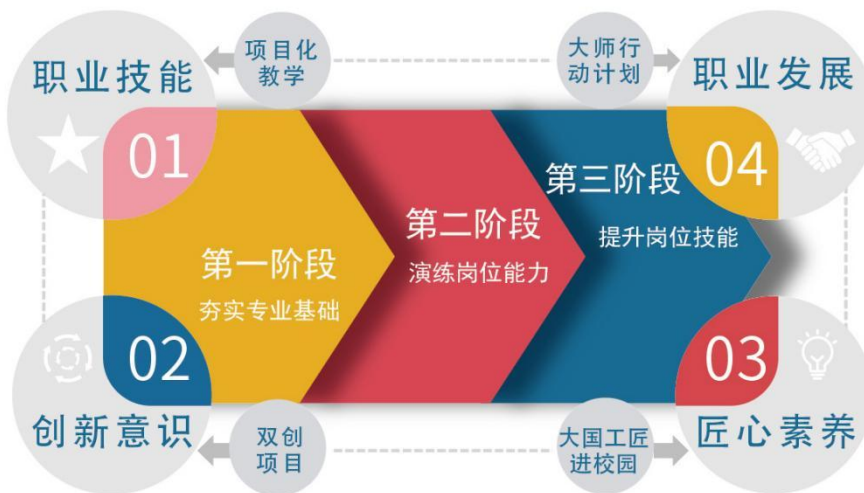 职业技能
01
项目化
教学
大师行
动计划
职业发展
04
第一阶段
夯实专业基础
第二阶段
演练岗位能力
第三阶段
提升岗位技能
02
创新意识
双创
项目
大国工匠
进校园
03
匠心素养